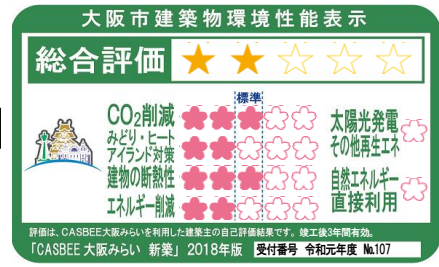 大阪市建築物環境性能表示
総合評価
標準
CO₂削減
みどり・ヒート
アイランド対策
建物の断熱性
エネルギー削減
太陽光発電
その他再生エネ
自然エネルギー
直接利用
評価は、CASBEE大阪みらいを利用した建築主の自己評価結果です。竣工後3年間有効。
「CASBEE大阪みらい 新築」2018年版 受付番号 令和元年度 №107